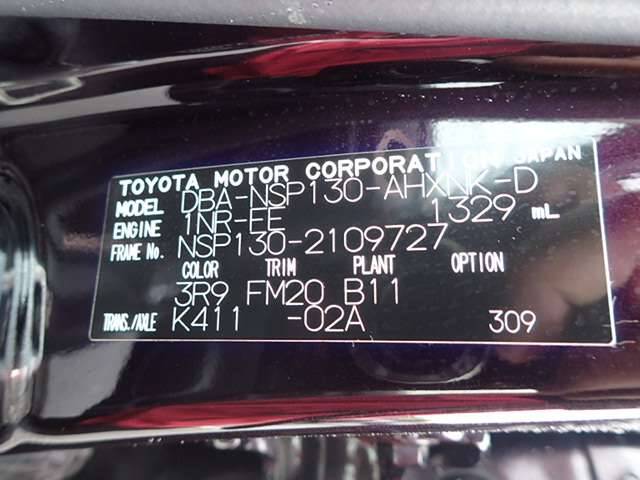 TOYOTA MOTOR CORPORATION JAPAN
MODEL DBA-NSP130-AHXNK-D
ENGINE 1NR-FE 1329 mL
FRAME No. NSP130-2109727
COLOR TRIM PLANT OPTION
3R9 FM20 B11
TRANS./AXLE K411 -02A 309